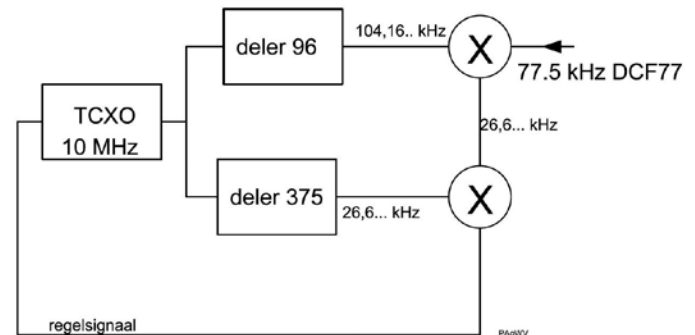 deler 96
104,16.. kHz
X
77.5 kHz DCF77
TCXO
10 MHz
26,6... kHz
deler 375
26,6... kHz
X
regelsignaal